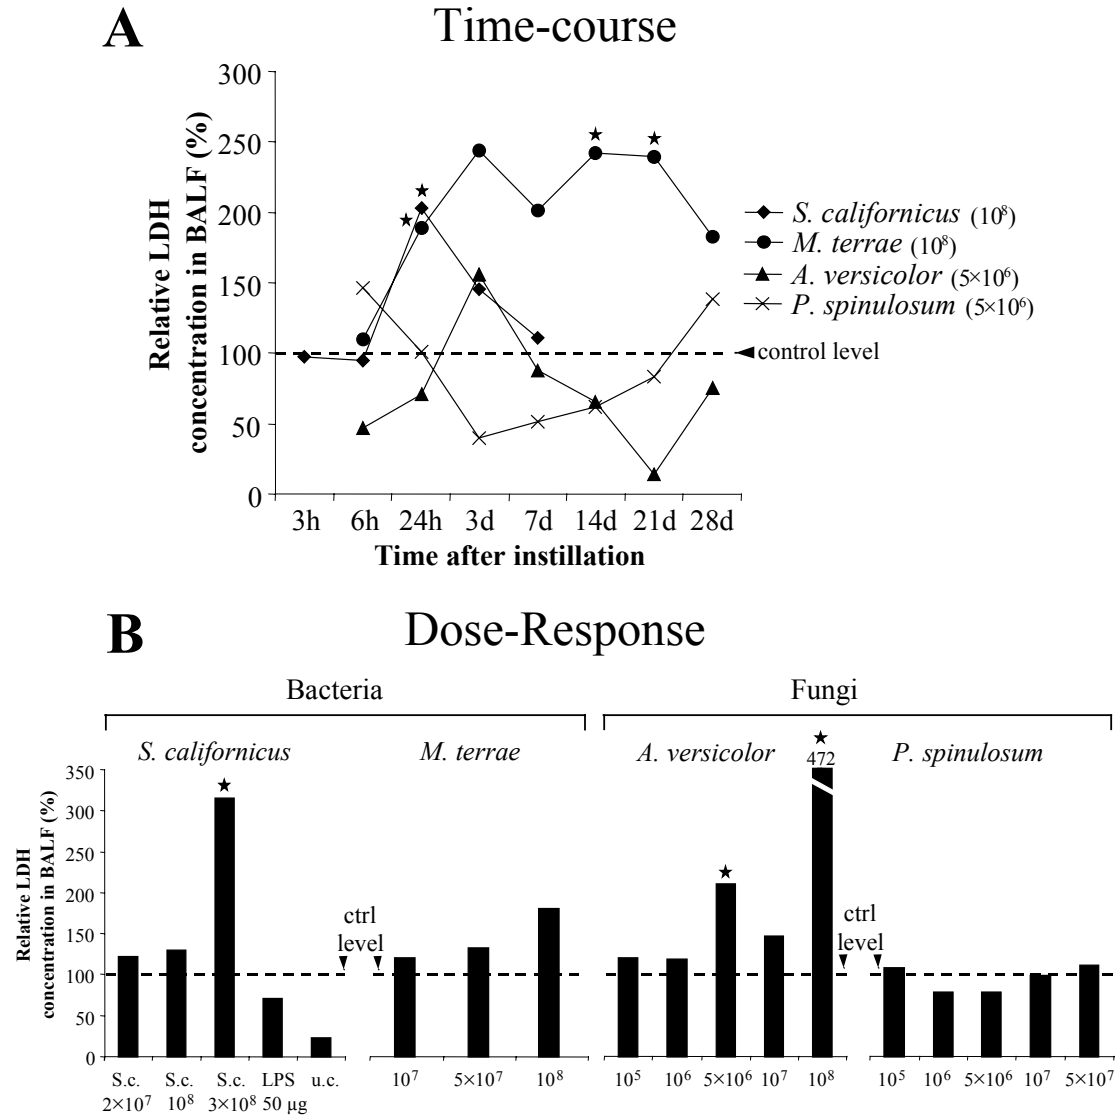 A
Time-course
300
250
200
150
100
50
0
Relative LDH
concentration in BALF (%)
3h 6h 24h 3d 7d 14d 21d 28d
Time after instillation
S. californicus (10⁸)
M. terrae (10⁸)
A. versicolor (5×10⁶)
P. spinulosum (5×10⁶)
control level
B
Dose-Response
Bacteria
Fungi
S. californicus
M. terrae
A. versicolor
P. spinulosum
472
350
300
250
200
150
100
50
0
Relative LDH
concentration in BALF (%)
ctrl
level
ctrl
level
S.c. S.c. S.c. LPS u.c.
2×10⁷ 10⁸ 3×10⁸ 50 µg
10⁷ 5×10⁷ 10⁸
10⁵ 10⁶ 5×10⁶ 10⁷ 10⁸
10⁵ 10⁶ 5×10⁶ 10⁷ 5×10⁷